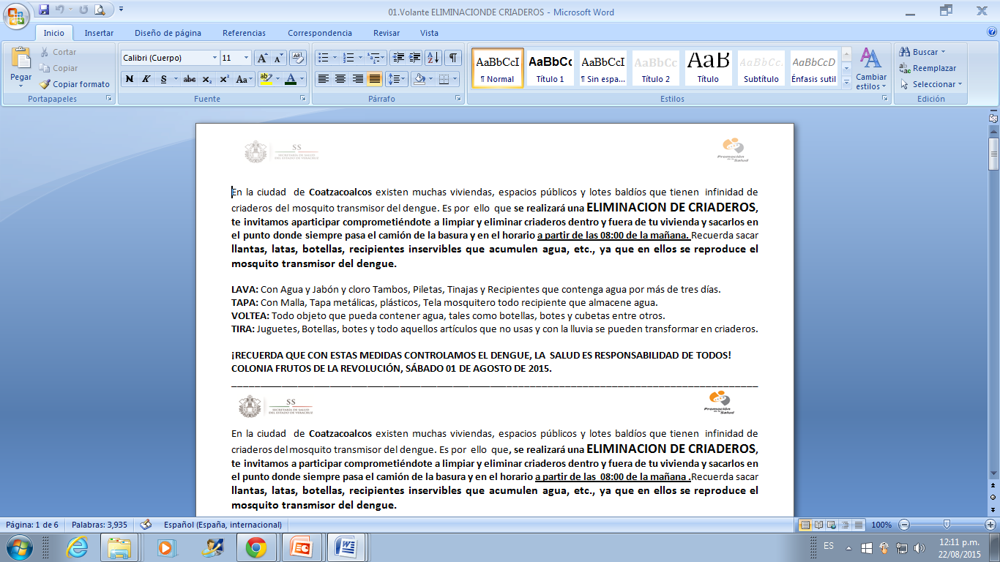 01.Volante ELIMINACIONDE CRIADEROS - Microsoft Word
Inicio Insertar Diseño de página Referencias Correspondencia Revisar Vista
Pegar
Cortar
Copiar
Copiar formato
Portapapeles
Calibri (Cuerpo) 11
N K S abc x₂ x² Aa
Fuente
Párrafo
AaBbCcI AaBbCc AaBbCcI AaBbCc AaB AaBbCc. AaBbCcD
¶ Normal Título 1 ¶ Sin espa... Título 2 Título Subtítulo Énfasis sutil
Cambiar
estilos
Estilos
Buscar
Reemplazar
Seleccionar
Edición
SS
SECRETARÍA DE SALUD
DEL ESTADO DE VERACRUZ
Promoción
de la Salud
En la ciudad de Coatzacoalcos existen muchas viviendas, espacios públicos y lotes baldíos que tienen infinidad de
criaderos del mosquito transmisor del dengue. Es por ello que se realizará una ELIMINACION DE CRIADEROS,
te invitamos aparticipar comprometiéndote a limpiar y eliminar criaderos dentro y fuera de tu vivienda y sacarlos en
el punto donde siempre pasa el camión de la basura y en el horario a partir de las 08:00 de la mañana. Recuerda sacar
llantas, latas, botellas, recipientes inservibles que acumulen agua, etc., ya que en ellos se reproduce el
mosquito transmisor del dengue.
LAVA: Con Agua y Jabón y cloro Tambos, Piletas, Tinajas y Recipientes que contenga agua por más de tres días.
TAPA: Con Malla, Tapa metálicas, plásticos, Tela mosquitero todo recipiente que almacene agua.
VOLTEA: Todo objeto que pueda contener agua, tales como botellas, botes y cubetas entre otros.
TIRA: Juguetes, Botellas, botes y todo aquellos artículos que no usas y con la lluvia se pueden transformar en criaderos.
¡RECUERDA QUE CON ESTAS MEDIDAS CONTROLAMOS EL DENGUE, LA SALUD ES RESPONSABILIDAD DE TODOS!
COLONIA FRUTOS DE LA REVOLUCIÓN, SÁBADO 01 DE AGOSTO DE 2015.
SS
SECRETARÍA DE SALUD
DEL ESTADO DE VERACRUZ
Promoción
de la Salud
En la ciudad de Coatzacoalcos existen muchas viviendas, espacios públicos y lotes baldíos que tienen infinidad de
criaderos del mosquito transmisor del dengue. Es por ello que, se realizará una ELIMINACION DE CRIADEROS,
te invitamos a participar comprometiéndote a limpiar y eliminar criaderos dentro y fuera de tu vivienda y sacarlos en
el punto donde siempre pasa el camión de la basura y en el horario a partir de las 08:00 de la mañana .Recuerda sacar
llantas, latas, botellas, recipientes inservibles que acumulen agua, etc., ya que en ellos se reproduce el
mosquito transmisor del dengue.
Página: 1 de 6 Palabras: 3,935 Español (España, internacional) 100%
ES 12:11 p.m.
22/08/2015